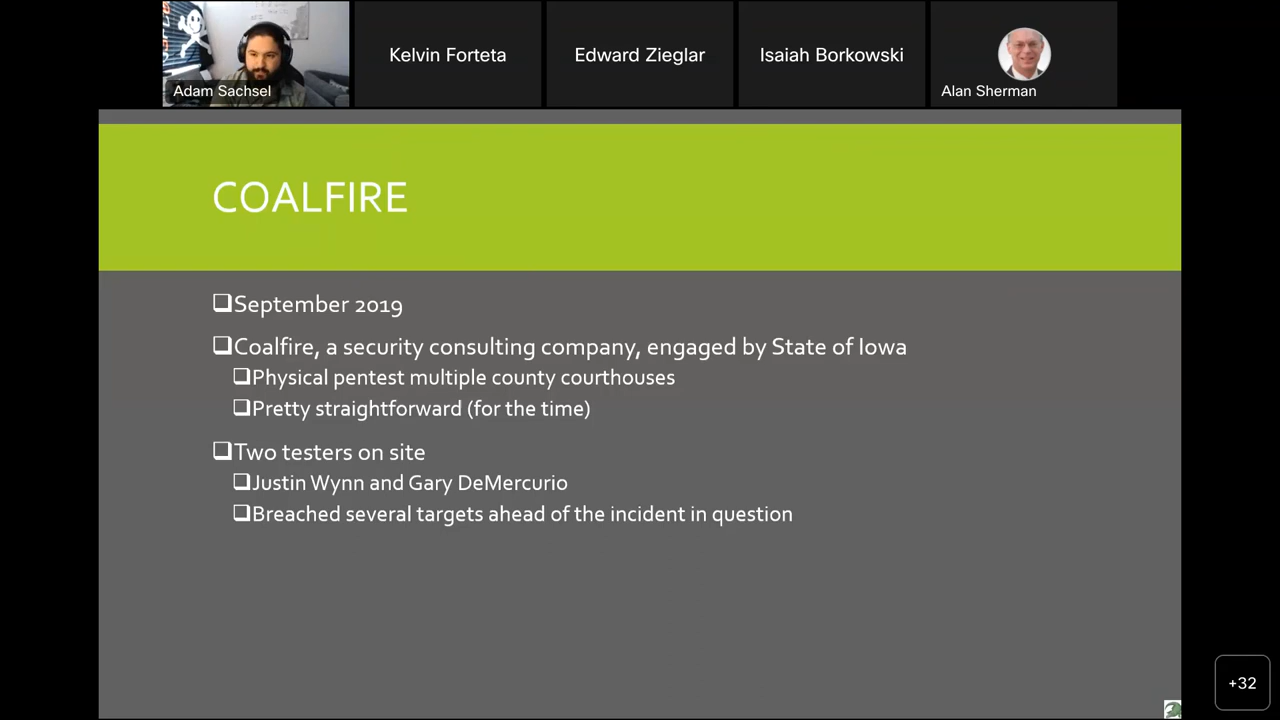 Adam Sachsel
Kelvin Forteta
Edward Zieglar
Isaiah Borkowski
Alan Sherman
COALFIRE
September 2019
Coalfire, a security consulting company, engaged by State of Iowa
Physical pentest multiple county courthouses
Pretty straightforward (for the time)
Two testers on site
Justin Wynn and Gary DeMercurio
Breached several targets ahead of the incident in question
+32